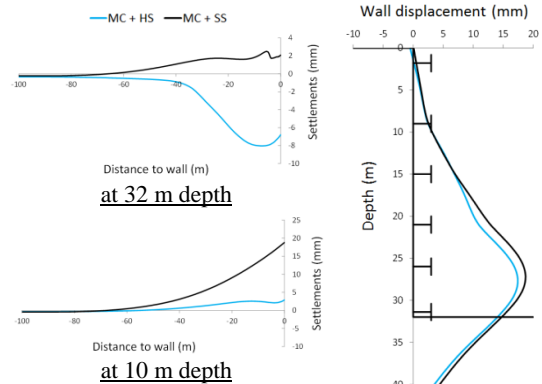 MC + HS MC + SS
4
2
0
-2
-4
-6
-8
-10
-100 -80 -60 -40 -20 0
Settlements (mm)
Distance to wall (m)
at 32 m depth
25
20
15
10
5
0
-5
-10
-100 -80 -60 -40 -20 0
Settlements (mm)
Distance to wall (m)
at 10 m depth
Wall displacement (mm)
-10 -5 0 5 10 15 20
0
5
10
15
20
25
30
35
40
Depth (m)